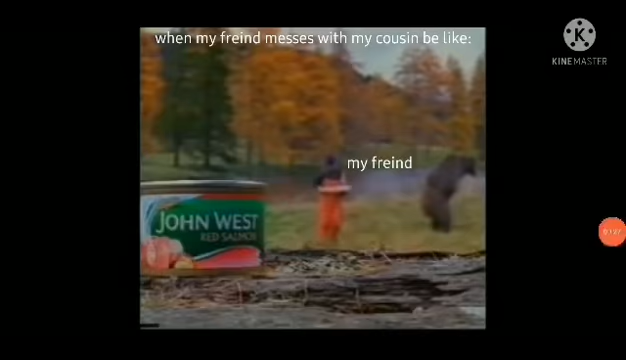 when my freind messes with my cousin be like:
K
KINEMASTER
my freind
JOHN WEST
RED SALMON